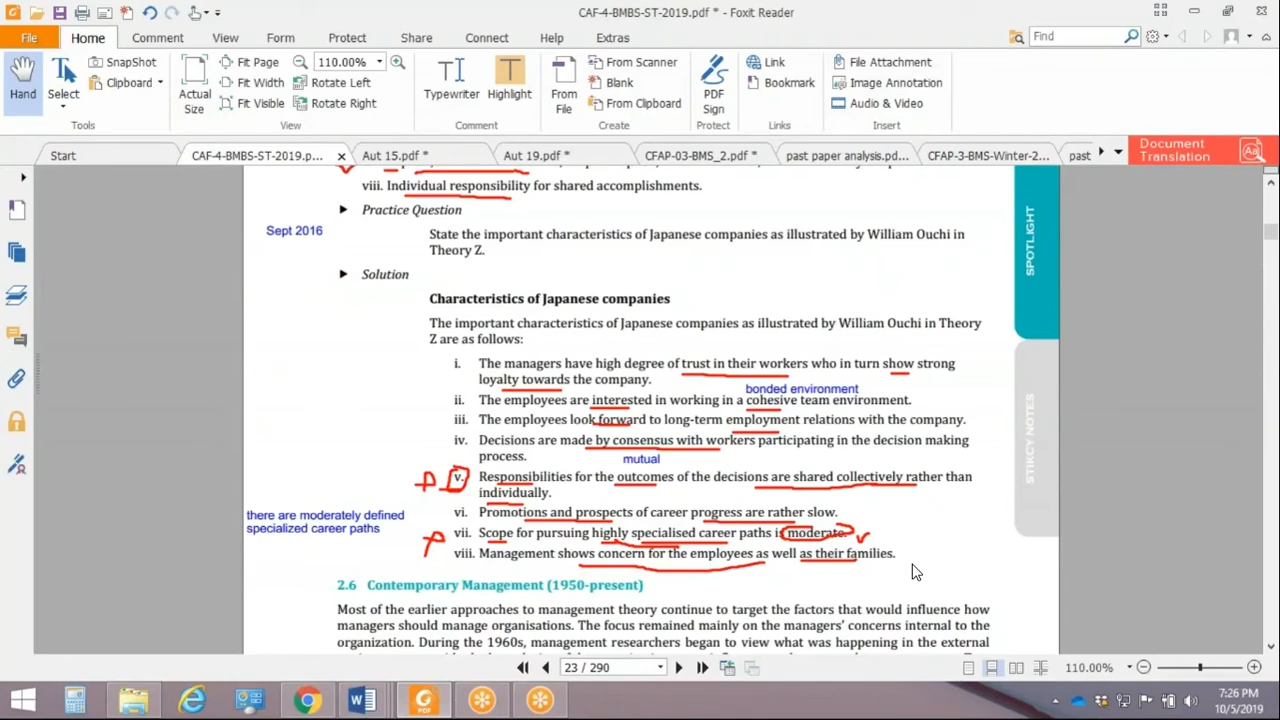 CAF-4-BMBS-ST-2019.pdf * - Foxit Reader
File Home Comment View Form Protect Share Connect Help Extras Find
Hand Select SnapShot Clipboard Actual Size Fit Page Fit Width Fit Visible 110.00% Rotate Left Rotate Right Typewriter Highlight From File From Scanner Blank From Clipboard PDF Sign Link Bookmark File Attachment Image Annotation Audio & Video
Tools View Comment Create Protect Links Insert
Start CAF-4-BMBS-ST-2019.p... Aut 15.pdf * Aut 19.pdf * CFAP-03-BMS_2.pdf * past paper analysis.pd... CFAP-3-BMS-Winter-2... past Document Translation
viii. Individual responsibility for shared accomplishments.
Practice Question
Sept 2016
State the important characteristics of Japanese companies as illustrated by William Ouchi in
Theory Z.
Solution
Characteristics of Japanese companies
The important characteristics of Japanese companies as illustrated by William Ouchi in Theory
Z are as follows:
i. The managers have high degree of trust in their workers who in turn show strong
loyalty towards the company.
bonded environment
ii. The employees are interested in working in a cohesive team environment.
iii. The employees look forward to long-term employment relations with the company.
iv. Decisions are made by consensus with workers participating in the decision making
process.
mutual
v. Responsibilities for the outcomes of the decisions are shared collectively rather than
individually.
vi. Promotions and prospects of career progress are rather slow.
there are moderately defined
specialized career paths
vii. Scope for pursuing highly specialised career paths is moderate.
viii. Management shows concern for the employees as well as their families.
2.6 Contemporary Management (1950-present)
Most of the earlier approaches to management theory continue to target the factors that would influence how
managers should manage organisations. The focus remained mainly on the managers' concerns internal to the
organization. During the 1960s, management researchers began to view what was happening in the external
SPOTLIGHT
STICKY NOTES
23 / 290
110.00%
7:26 PM
10/5/2019